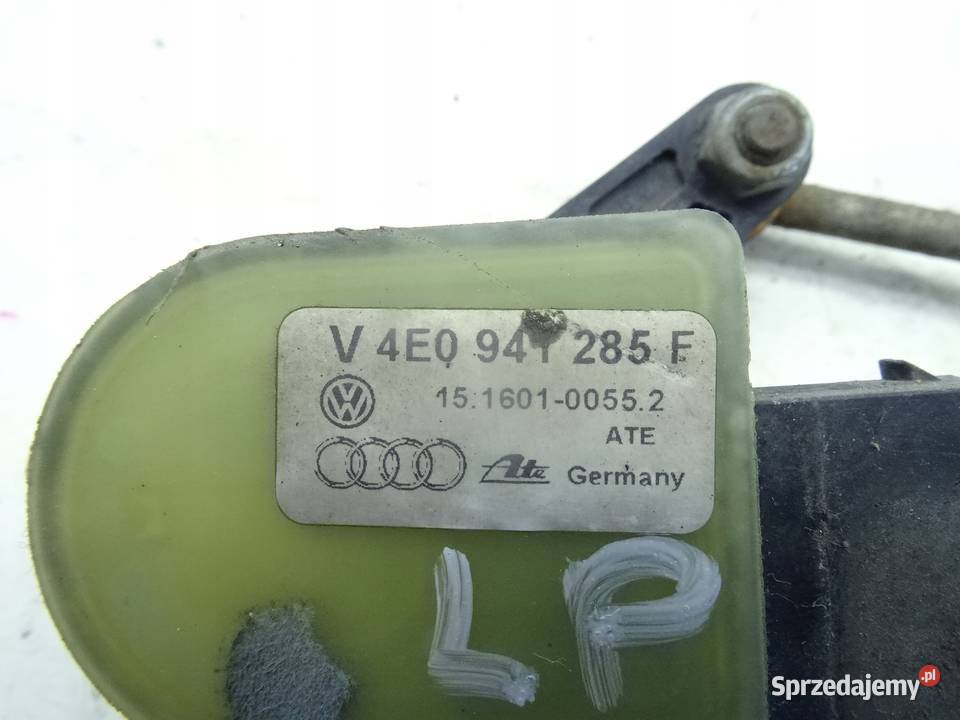 V 4E0 941 285 F
15.1601-0055.2
ATE
Ate Germany
LP
Sprzedajemy.pl